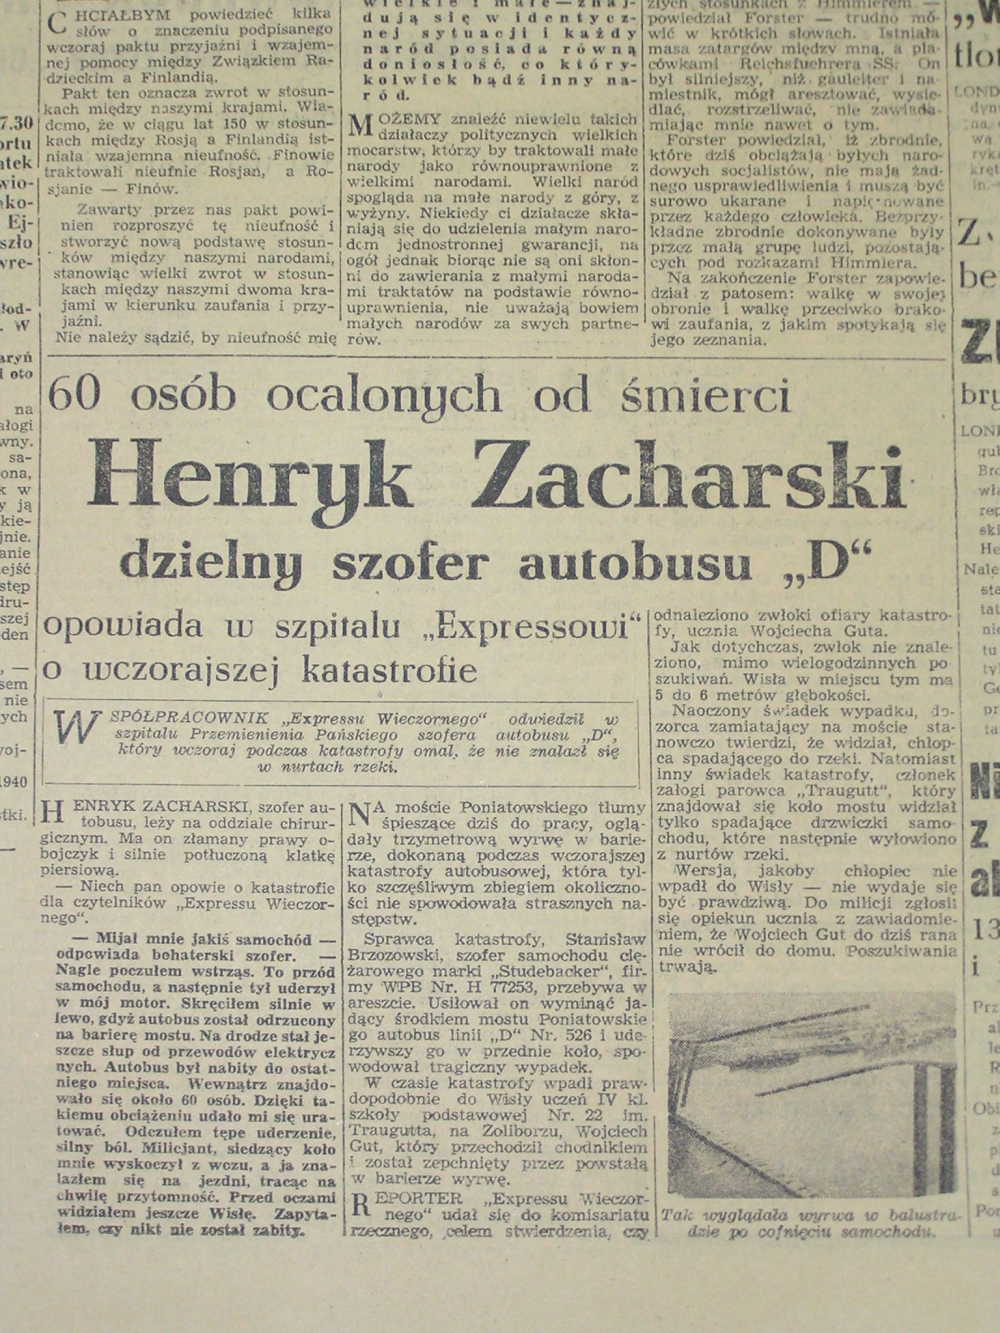 CHCIAŁBYM powiedzieć kilka
słów o znaczeniu podpisanego
wczoraj paktu przyjaźni i wzajem-
nej pomocy między Związkiem Ra-
dzieckim a Finlandią.
Pakt ten oznacza zwrot w stosun-
kach między naszymi krajami. Wia-
domo, że w ciągu lat 150 w stosun-
kach między Rosją a Finlandią ist-
niała wzajemna nieufność. Finowie
traktowali nieufnie Rosjan, a Ro-
sjanie — Finów.
Zawarty przez nas pakt powi-
nien rozproszyć tę nieufność i
stworzyć nową podstawę stosun-
ków między naszymi narodami,
stanowiąc wielki zwrot w stosun-
kach między naszymi dwoma kra-
jami w kierunku zaufania i przy-
jaźni.
Nie należy sądzić, by nieufność mię
wielkie i małe — znaj-
dują się w identycz-
nej sytuacji i każdy
naród posiada równą
doniosłość, co który-
kolwiek bądź inny na-
ród.
MOŻEMY znaleźć niewielu takich
działaczy politycznych wielkich
mocarstw, którzy by traktowali małe
narody jako równouprawnione z
wielkimi narodami. Wielki naród
spogląda na małe narody z góry, z
wyżyny. Niekiedy ci działacze skła-
niają się do udzielenia małym naro-
dom jednostronnej gwarancji, na
ogół jednak biorąc nie są oni skłon-
ni do zawierania z małymi naroda-
mi traktatów na podstawie równo-
uprawnienia, nie uważają bowiem
małych narodów za swych partne-
rów.
złych stosunkach z Himmlerem —
powiedział Forster — trudno mó-
wić w krótkich słowach. Istniała
masa zatargów między mną, a pla-
cówkami Reichsfuehrera SS. On
był silniejszy, niż gauleiter i na-
miestnik, mógł aresztować, wysie-
dlać, rozstrzeliwać, nie zawiada-
miając mnie nawet o tym.
Forster powiedział, iż zbrodnie,
które dziś obciążają byłych naro-
dowych socjalistów, nie mają żad-
nego usprawiedliwienia i muszą być
surowo ukarane i napiętnowane
przez każdego człowieka. Bezprzy-
kładne zbrodnie dokonywane były
przez małą grupę ludzi, pozostają-
cych pod rozkazami Himmlera.
Na zakończenie Forster zapowie-
dział z patosem: walkę w swojej
obronie i walkę przeciwko brako-
wi zaufania, z jakim spotykają się
jego zeznania.
60 osób ocalonych od śmierci
Henryk Zacharski
dzielny szofer autobusu „D“
opowiada w szpitalu „Expressowi“
o wczorajszej katastrofie
WSPÓŁPRACOWNIK „Expressu Wieczornego“ odwiedził w
szpitalu Przemienienia Pańskiego szofera autobusu „D“,
który wczoraj podczas katastrofy omal, że nie znalazł się
w nurtach rzeki.
HENRYK ZACHARSKI, szofer au-
tobusu, leży na oddziale chirur-
gicznym. Ma on złamany prawy o-
bojczyk i silnie potłuczoną klatkę
piersiową.
— Niech pan opowie o katastrofie
dla czytelników „Expressu Wieczor-
nego“.
— Mijał mnie jakiś samochód —
odpowiada bohaterski szofer. —
Nagle poczułem wstrząs. To przód
samochodu, a następnie tył uderzył
w mój motor. Skręciłem silnie w
lewo, gdyż autobus został odrzucony
na barierę mostu. Na drodze stał je-
szcze słup od przewodów elektrycz
nych. Autobus był nabity do ostat-
niego miejsca. Wewnątrz znajdo-
wało się około 60 osób. Dzięki ta-
kiemu obciążeniu udało mi się ura-
tować. Odczułem tępe uderzenie,
silny ból. Milicjant, siedzący koło
mnie wyskoczył z wozu, a ja zna-
lazłem się na jezdni, tracąc na
chwilę przytomność. Przed oczami
widziałem jeszcze Wisłę. Zapyta-
łem, czy nikt nie został zabity.
NA moście Poniatowskiego tłumy
śpieszące dziś do pracy, oglą-
dały trzymetrową wyrwę w barie-
rze, dokonaną podczas wczorajszej
katastrofy autobusowej, która tyl-
ko szczęśliwym zbiegiem okoliczno-
ści nie spowodowała strasznych na-
stępstw.
Sprawca katastrofy, Stanisław
Brzozowski, szofer samochodu cię-
żarowego marki „Studebacker“, fir-
my WPB Nr. H 77253, przebywa w
areszcie. Usiłował on wyminąć ja-
dący środkiem mostu Poniatowskie
go autobus linii „D“ Nr. 526 i ude-
rzywszy go w przednie koło, spo-
wodował tragiczny wypadek.
W czasie katastrofy wpadł praw-
dopodobnie do Wisły uczeń IV kl.
szkoły podstawowej Nr. 22 im.
Traugutta, na Żoliborzu, Wojciech
Gut, który przechodził chodnikiem
i został zepchnięty przez powstałą
w barierze wyrwę.
REPORTER „Expressu Wieczor-
nego“ udał się do komisariatu
rzecznego, celem stwierdzenia, czy
odnaleziono zwłoki ofiary katastro-
fy, ucznia Wojciecha Guta.
Jak dotychczas, zwłok nie znale-
ziono, mimo wielogodzinnych po
szukiwań. Wisła w miejscu tym ma
5 do 6 metrów głębokości.
Naoczny świadek wypadku, do-
zorca zamiatający na moście sta-
nowczo twierdzi, że widział, chłop-
ca spadającego do rzeki. Natomiast
inny świadek katastrofy, członek
załogi parowca „Traugutt“, który
znajdował się koło mostu widział
tylko spadające drzwiczki samo-
chodu, które następnie wyłowiono
z nurtów rzeki.
Wersja, jakoby chłopiec nie
wpadł do Wisły — nie wydaje się
być prawdziwą. Do milicji zgłosił
się opiekun ucznia z zawiadomie-
niem, że Wojciech Gut do dziś rana
nie wrócił do domu. Poszukiwania
trwają.
Tak wyglądała wyrwa w balustra-
dzie po cofnięciu samochodu.